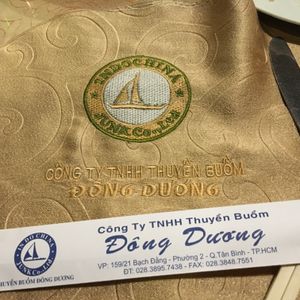 INDOCHINA
JUNK Co., Ltd
CÔNG TY TNHH THUYỀN BUỒM
ĐÔNG DƯƠNG
INDOCHINA
JUNK Co., Ltd
THUYỀN BUỒM ĐÔNG DƯƠNG
Công Ty TNHH Thuyền Buồm
Đông Dương
VP: 159/21 Bạch Đằng - Phường 2 - Q.Tân Bình - TP.HCM
ĐT: 028.3895.7438 - FAX: 028.3848.7551